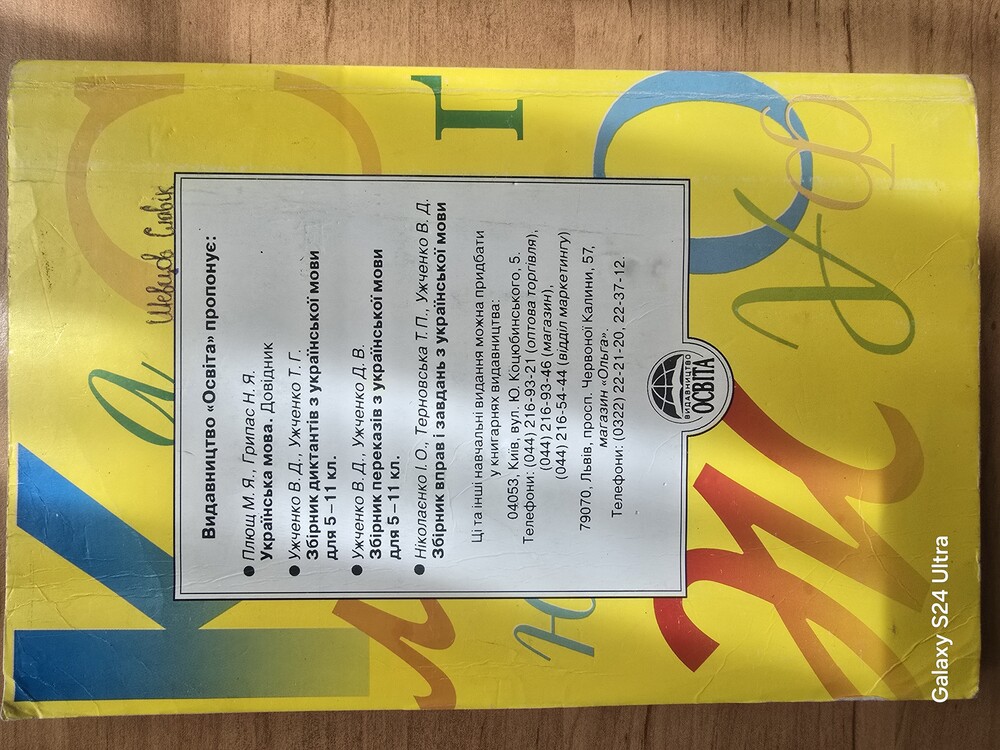 Шевцов Славік
Видавництво «Освіта» пропонує:
● Плющ М. Я., Грипас Н. Я.
Українська мова. Довідник
● Ужченко В. Д., Ужченко Т. Г.
Збірник диктантів з української мови
для 5 – 11 кл.
● Ужченко В. Д., Ужченко Д. В.
Збірник переказів з української мови
для 5 – 11 кл.
● Ніколаєнко І. О., Терновська Т. П., Ужченко В. Д.
Збірник вправ і завдань з української мови
Ці та інші навчальні видання можна придбати
у книгарнях видавництва:
04053, Київ, вул. Ю. Коцюбинського, 5.
Телефони: (044) 216-93-21 (оптова торгівля),
(044) 216-93-46 (магазин),
(044) 216-54-44 (відділ маркетингу)
79070, Львів, просп. Червоної Калини, 57,
магазин «Ольга».
Телефони: (0322) 22-21-20, 22-37-12.
ВИДАВНИЦТВО
ОСВІТА
Galaxy S24 Ultra